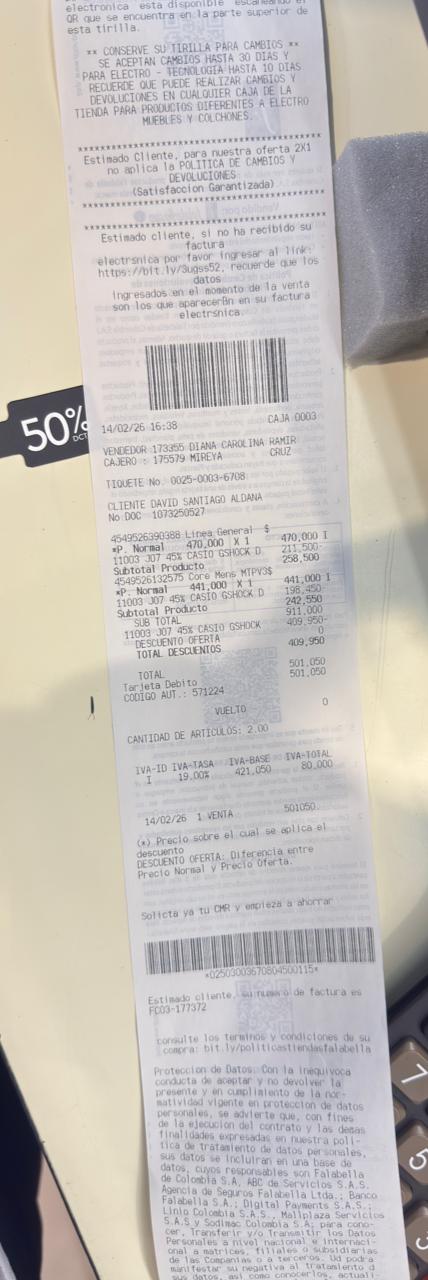 electronica esta disponible escaneando el
QR que se encuentra en la parte superior de
esta tirilla.
** CONSERVE SU TIRILLA PARA CAMBIOS **
SE ACEPTAN CAMBIOS HASTA 30 DIAS Y
PARA ELECTRO - TECNOLOGIA HASTA 10 DIAS
RECUERDE QUE PUEDE REALIZAR CAMBIOS Y
DEVOLUCIONES EN CUALQUIER CAJA DE LA
TIENDA PARA PRODUCTOS DIFERENTES A ELECTRO
MUEBLES Y COLCHONES.
******************************************
Estimado Cliente, para nuestra oferta 2X1
no aplica la POLITICA DE CAMBIOS Y
DEVOLUCIONES
(Satisfaccion Garantizada)
******************************************
******************************************
Estimado cliente, si no ha recibido su
factura
electrsnica por favor ingresar al link:
https://bit.ly/3ugss52, recuerde que los
datos
ingresados en el momento de la venta
son los que aparecer8n en su factura
electrsnica.
50% DCT
14/02/26 16:38 CAJA 0003
VENDEDOR 173355 DIANA CAROLINA RAMIR
CAJERO : 175579 MIREYA CRUZ
TIQUETE No. 0025-0003-6708
CLIENTE DAVID SANTIAGO ALDANA
No DOC 1073250527
4549526390388 Linea General $
*P. Normal 470,000 X 1 470,000 I
11003 J07 45% CASIO GSHOCK D 211,500-
Subtotal Producto 258,500
4549526132575 Core Mens MTPV3$
*P. Normal 441,000 X 1 441,000 I
11003 J07 45% CASIO GSHOCK D 198,450-
Subtotal Producto 242,550
SUB TOTAL 911,000
11003 J07 45% CASIO GSHOCK 409,950-
DESCUENTO OFERTA 0
TOTAL DESCUENTOS 409,950
TOTAL 501,050
Tarjeta Debito 501,050
CODIGO AUT.: 571224
VUELTO 0
CANTIDAD DE ARTICULOS: 2.00
IVA-ID IVA-TASA IVA-BASE IVA-TOTAL
I 19.00% 421,050 80,000
14/02/26 1 VENTA 501050.
(*) Precio sobre el cual se aplica el
descuento
DESCUENTO OFERTA: Diferencia entre
Precio Normal y Precio Oferta.
Solicta ya tu CMR y empieza a ahorrar
*02503003670804500115*
Estimado cliente, su numero de factura es
FC03-177372
consulte los terminos y condiciones de su
compra: bit.ly/politicastiendasfalabella
Proteccion de Datos: Con la inequivoca
conducta de aceptar y no devolver la
presente y en cumplimiento de la nor-
matividad vigente en proteccion de datos
personales, se advierte que, con fines
de la ejecucion del contrato y las demas
finalidades expresadas en nuestra poli-
tica de tratamiento de datos personales,
sus datos se incluiran en una base de
datos, cuyos responsables son Falabella
de Colombia S.A, ABC de Servicios S.A.S.
Agencia de Seguros Falabella Ltda.; Banco
Falabella S.A.; Digital Payments S.A.S.;
Linio Colombia S.A.S., Mallplaza Servicios
S.A.S y Sodimac Colombia S.A; para cono-
cer, Transferir y/o Transmitir los Datos
Personales a nivel nacional e internaci-
onal a matrices, filiales o subsidiarias
de las Companias o a terceros. Ud podra
manifestar su negativa al tratamiento d
sus datos, asi como conocerlos, actuali
7
5
3